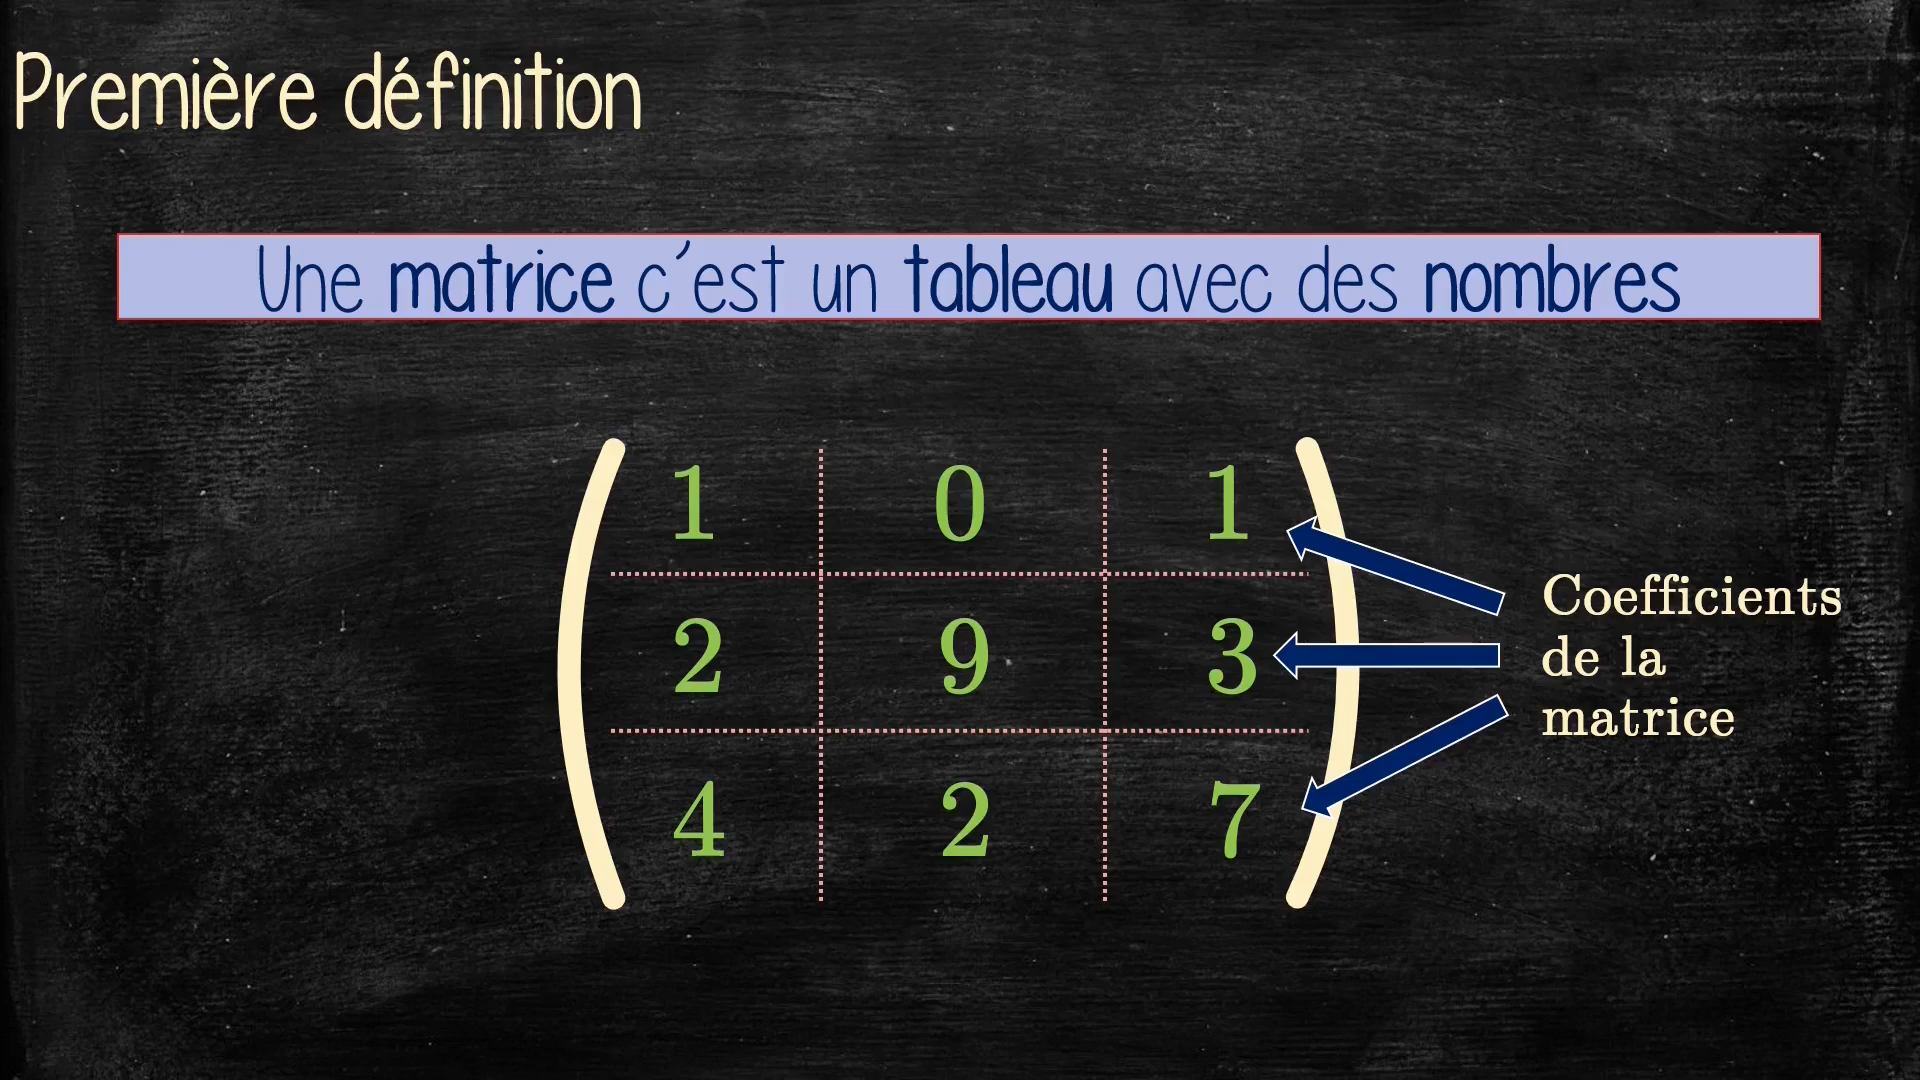 Première définition
Une matrice c'est un tableau avec des nombres
1 0 1
2 9 3
4 2 7
Coefficients
de la
matrice